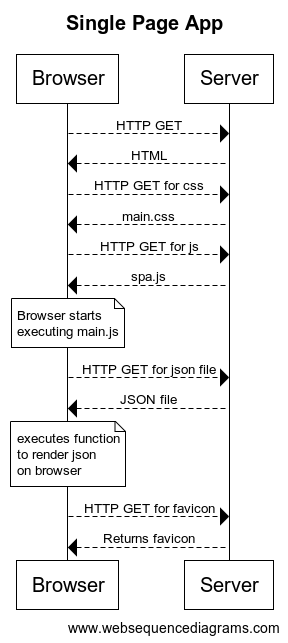 Single Page App
Browser
Server
HTTP GET
HTML
HTTP GET for css
main.css
HTTP GET for js
spa.js
Browser starts
executing main.js
HTTP GET for json file
JSON file
executes function
to render json
on browser
HTTP GET for favicon
Returns favicon
Browser
Server
www.websequencediagrams.com